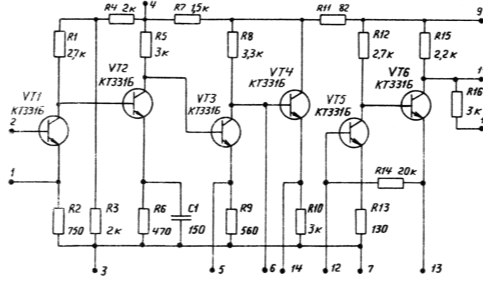 R4 2к 4 R7 1,5к R11 82 9
R1 2,7к R5 3к R8 3,3к R12 2,7к R15 2,2к
VT1 КТ331Б VT2 КТ331Б VT3 КТ331Б VT4 КТ331Б VT5 КТ331Б VT6 КТ331Б
R16 3к
2
R14 20к
1
R2 750 R3 2к R6 470 C1 150 R9 560 R10 3к R13 130
3 5 6 14 12 7 13